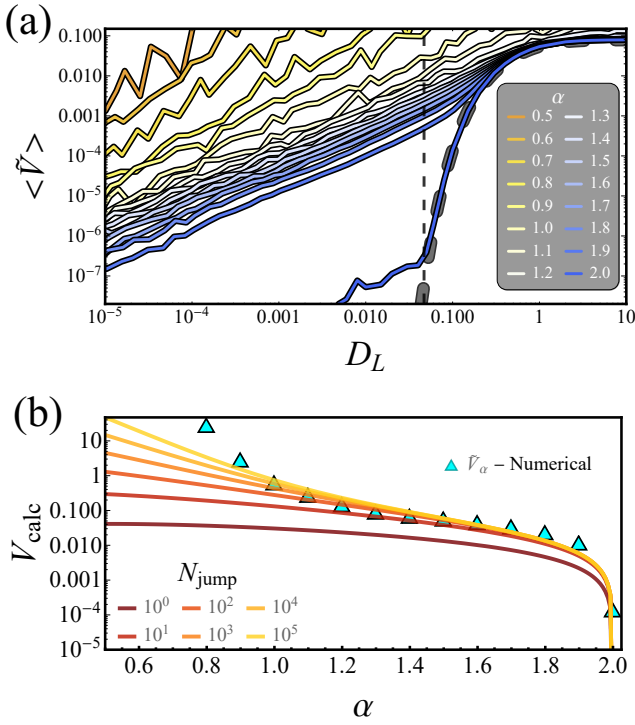 (a)
<Ṽ>
0.100
0.010
0.001
10⁻⁴
10⁻⁵
10⁻⁶
10⁻⁷
α
0.5 1.3
0.6 1.4
0.7 1.5
0.8 1.6
0.9 1.7
1.0 1.8
1.1 1.9
1.2 2.0
10⁻⁵ 10⁻⁴ 0.001 0.010 0.100 1 10
D_L
(b)
V_calc
10
1
0.100
0.010
0.001
10⁻⁴
10⁻⁵
Ṽ_α – Numerical
N_jump
10⁰ 10² 10⁴
10¹ 10³ 10⁵
0.6 0.8 1.0 1.2 1.4 1.6 1.8 2.0
α